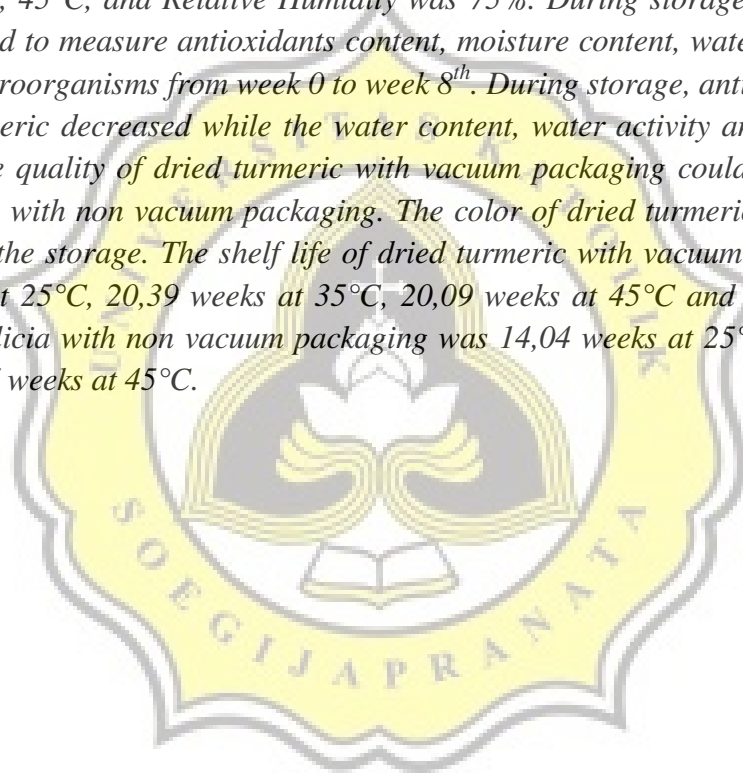 , 45°C, and Relative Humidity was 75%. During storage
d to measure antioxidants content, moisture content, wate
roorganisms from week 0 to week 8th. During storage, ant
eric decreased while the water content, water activity an
e quality of dried turmeric with vacuum packaging could
with non vacuum packaging. The color of dried turmeric
the storage. The shelf life of dried turmeric with vacuum
t 25°C, 20,39 weeks at 35°C, 20,09 weeks at 45°C and
licia with non vacuum packaging was 14,04 weeks at 25°
weeks at 45°C.
UNIVERSITAS KATOLIK
SOEGIJAPRANATA